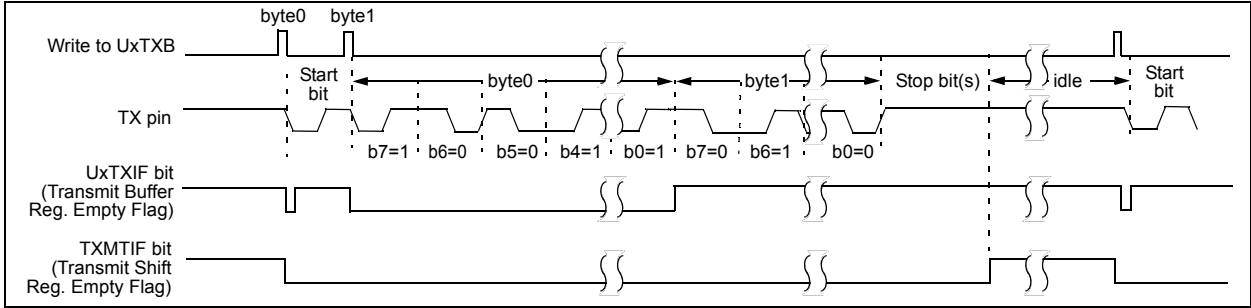 byte0 byte1
Write to UxTXB
Start bit
byte0
byte1
Stop bit(s)
idle
Start bit
TX pin
b7=1 b6=0 b5=0 b4=1 b0=1 b7=0 b6=1 b0=0
UxTXIF bit
(Transmit Buffer
Reg. Empty Flag)
TXMTIF bit
(Transmit Shift
Reg. Empty Flag)